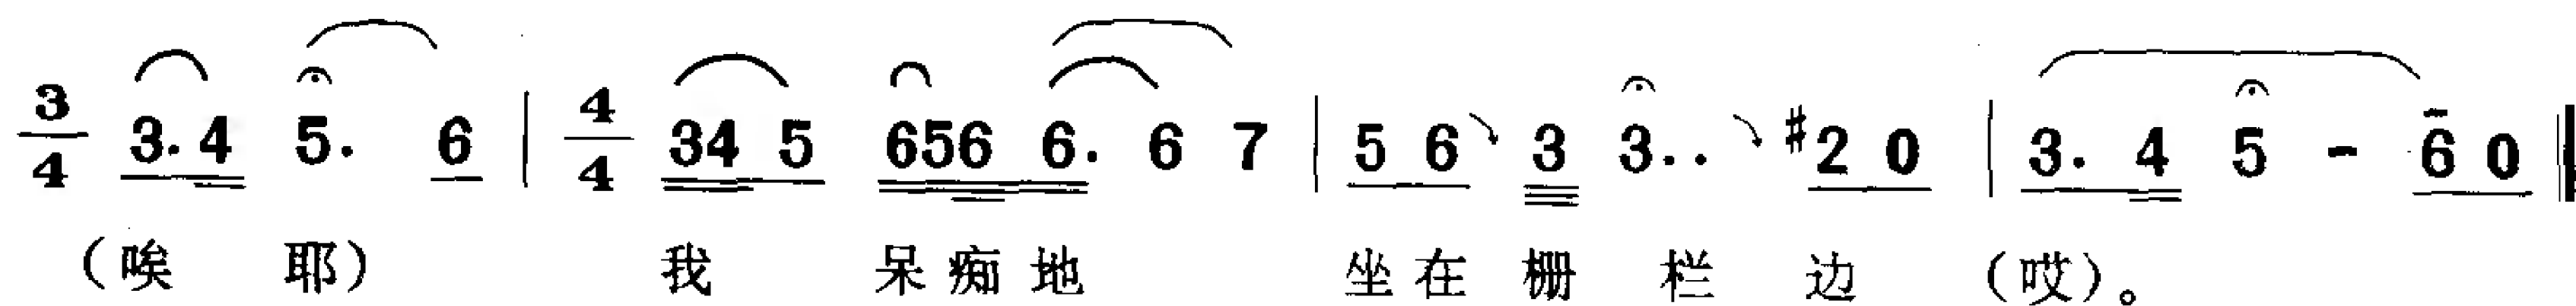 3/4 3. 4 5. 6 | 4/4 34 5 656 6. 6 7 | 5 6 3 3.. #2 0 | 3. 4 5 - 6 0
（唉 耶） 我 呆 痴 地 坐 在 栅 栏 边 （哎）。